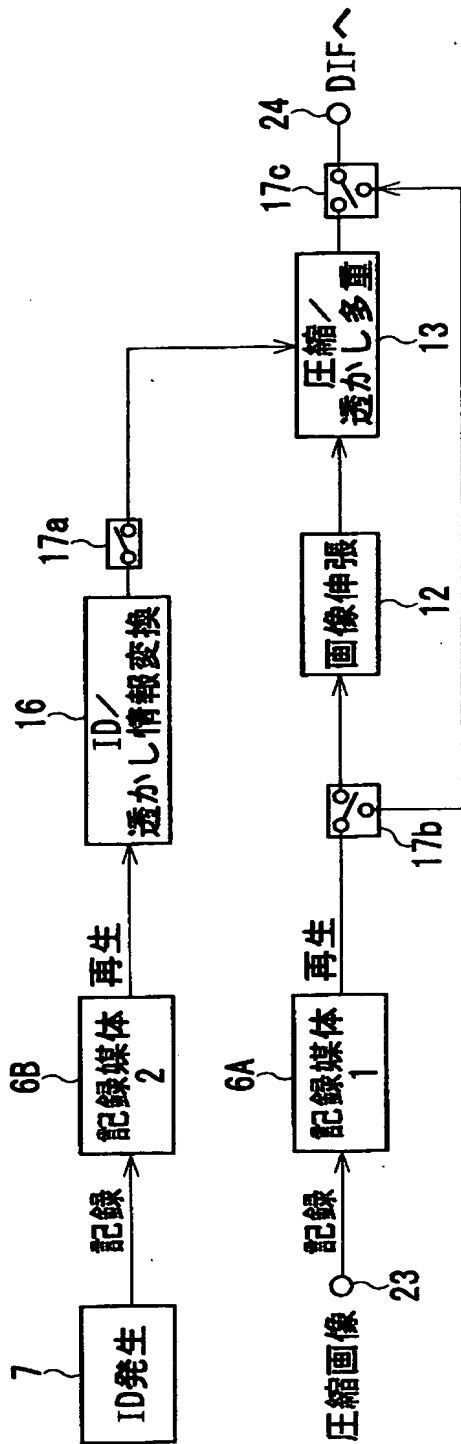 7
ID発生
記録
6B
記録媒体
2
再生
16
ID/
透かし情報変換
17a
圧縮画像
23
記録
6A
記録媒体
1
再生
17b
画像伸張
12
圧縮/
透かし多重
13
17c
24
DIFへ